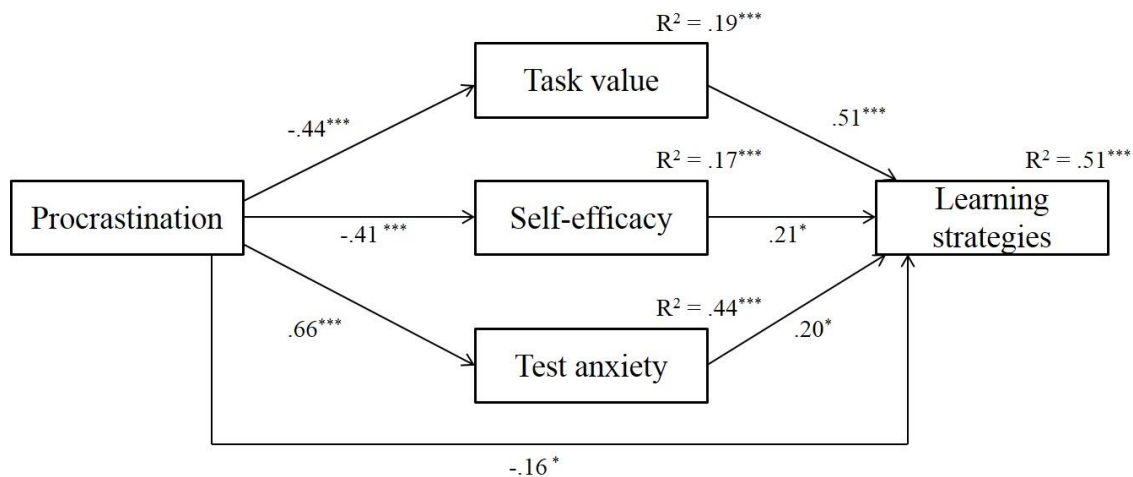 R² = .19***
Task value
-.44***
.51***
R² = .17***
R² = .51***
Procrastination
Self-efficacy
Learning
strategies
-.41 ***
.21*
R² = .44***
.66***
.20*
Test anxiety
-.16 *